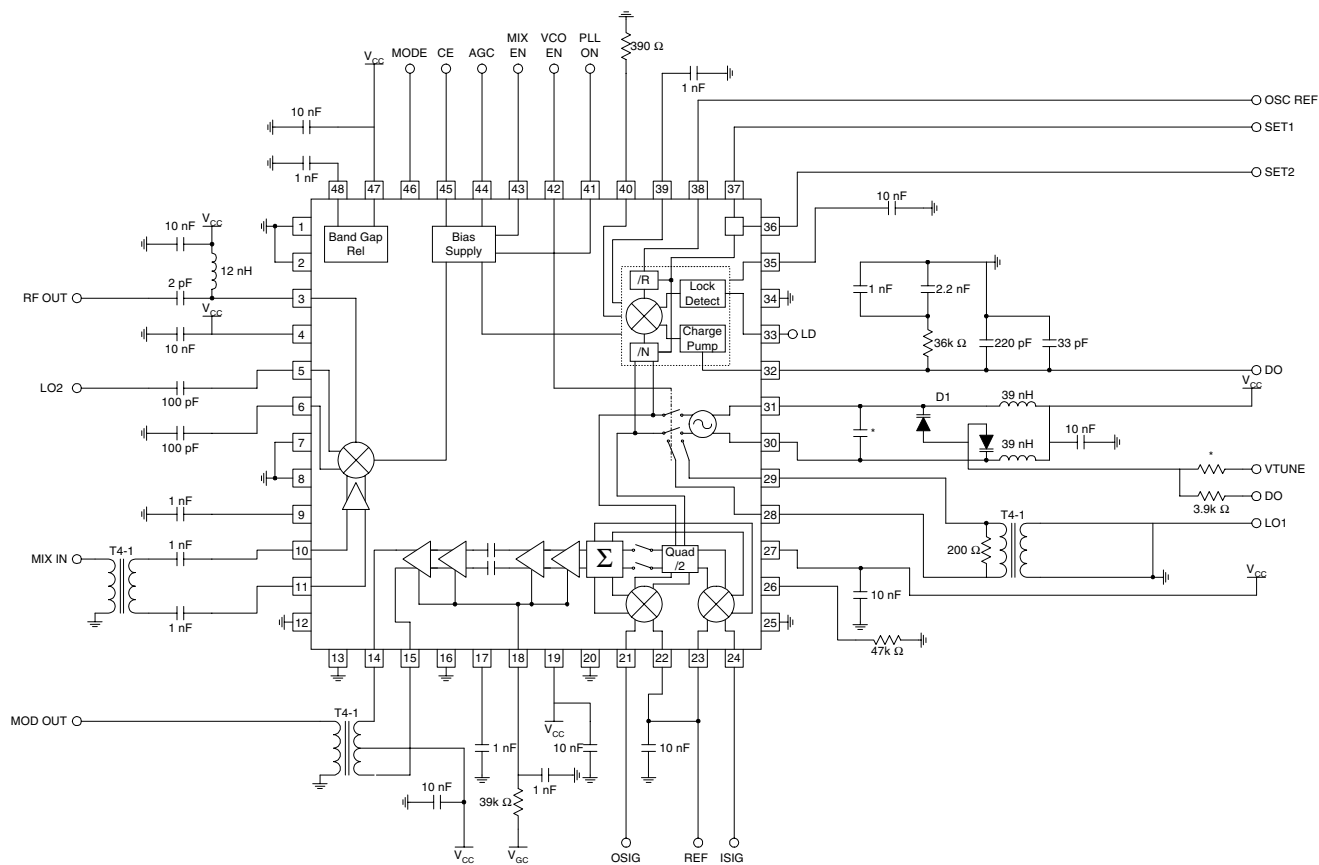 MODE
CE
AGC
MIX
EN
VCO
EN
PLL
ON
390 Ω
VCC
10 nF
1 nF
1 nF
OSC REF
SET1
SET2
48
47
46
45
44
43
42
41
40
39
38
37
10 nF
VCC
10 nF
12 nH
2 pF
RF OUT
VCC
10 nF
LO2
100 pF
100 pF
1 nF
MIX IN
T4-1
1 nF
1 nF
1
2
3
4
5
6
7
8
9
10
11
12
Band Gap
Rel
Bias
Supply
/R
Lock
Detect
Charge
Pump
/N
Σ
Quad
/2
36
35
34
33
32
31
30
29
28
27
26
25
10 nF
1 nF
2.2 nF
LD
36k Ω
220 pF
33 pF
DO
VCC
D1
39 nH
*
39 nH
10 nF
*
VTUNE
DO
3.9k Ω
T4-1
LO1
200 Ω
VCC
10 nF
47k Ω
13
14
15
16
17
18
19
20
21
22
23
24
MOD OUT
T4-1
10 nF
VCC
1 nF
39k Ω
1 nF
VGC
VCC
10 nF
10 nF
OSIG
REF
ISIG